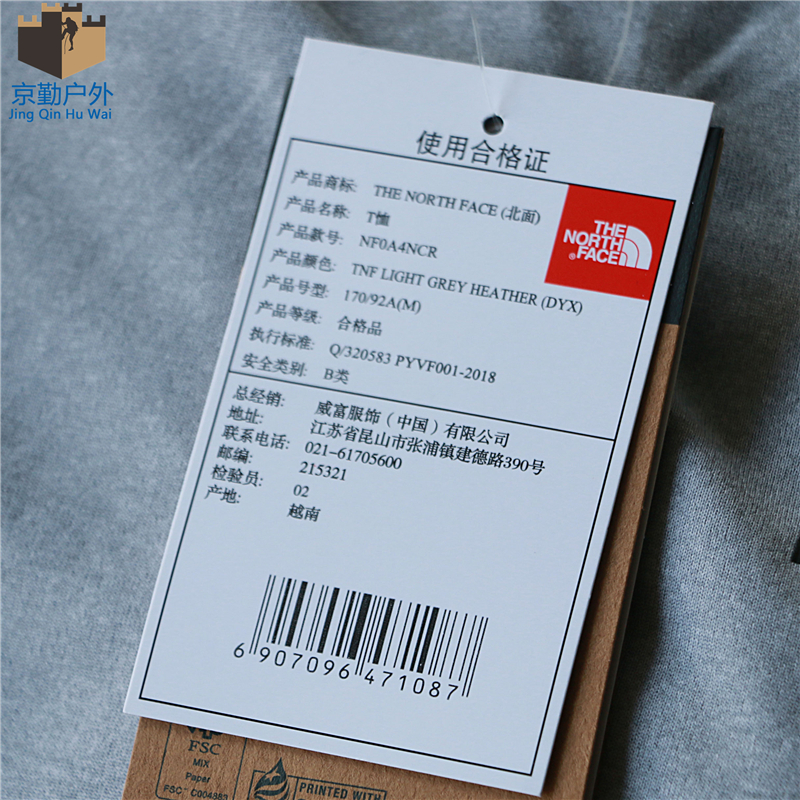 京勤户外
Jing Qin Hu Wai
使用合格证
产品商标: THE NORTH FACE (北面)
产品名称: T恤
产品款号: NF0A4NCR
产品颜色: TNF LIGHT GREY HEATHER (DYX)
产品号型: 170/92A(M)
产品等级: 合格品
执行标准: Q/320583 PYVF001-2018
安全类别: B类
THE
NORTH
FACE
总经销: 威富服饰（中国）有限公司
地址: 江苏省昆山市张浦镇建德路390号
联系电话: 021-61705600
邮编: 215321
检验员: 02
产地: 越南
6 907096 471087
FSC
MIX
Paper
PRINTED WITH